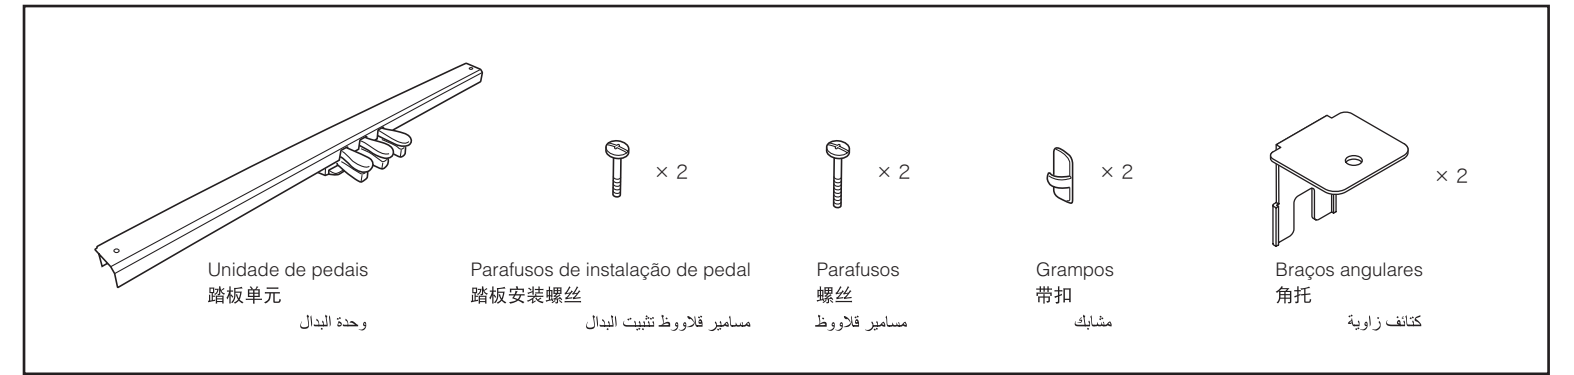 × 2
× 2
× 2
× 2
Unidade de pedais
踏板单元
وحدة البدال
Parafusos de instalação de pedal
踏板安装螺丝
مسامير قلاووظ تثبيت البدال
Parafusos
螺丝
مسامير قلاووظ
Grampos
带扣
مشابك
Braços angulares
角托
كتائف زاوية